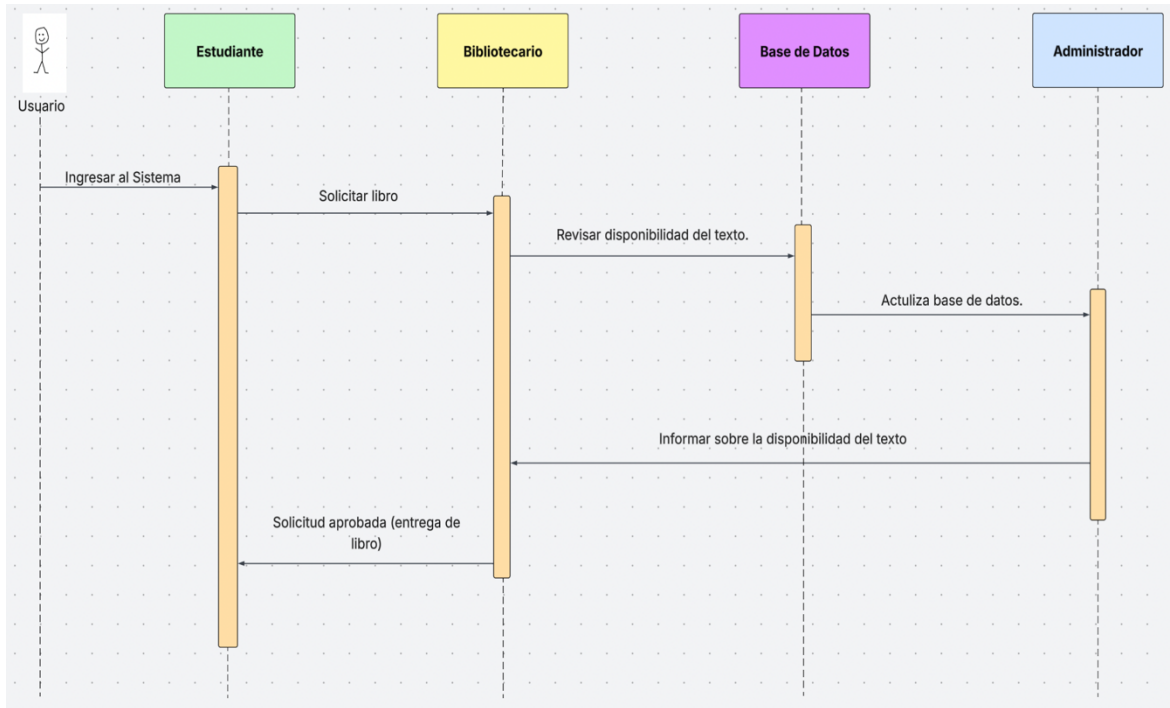 Estudiante
Bibliotecario
Base de Datos
Administrador
Usuario
Ingresar al Sistema
Solicitar libro
Revisar disponibilidad del texto.
Actuliza base de datos.
Informar sobre la disponibilidad del texto
Solicitud aprobada (entrega de
libro)